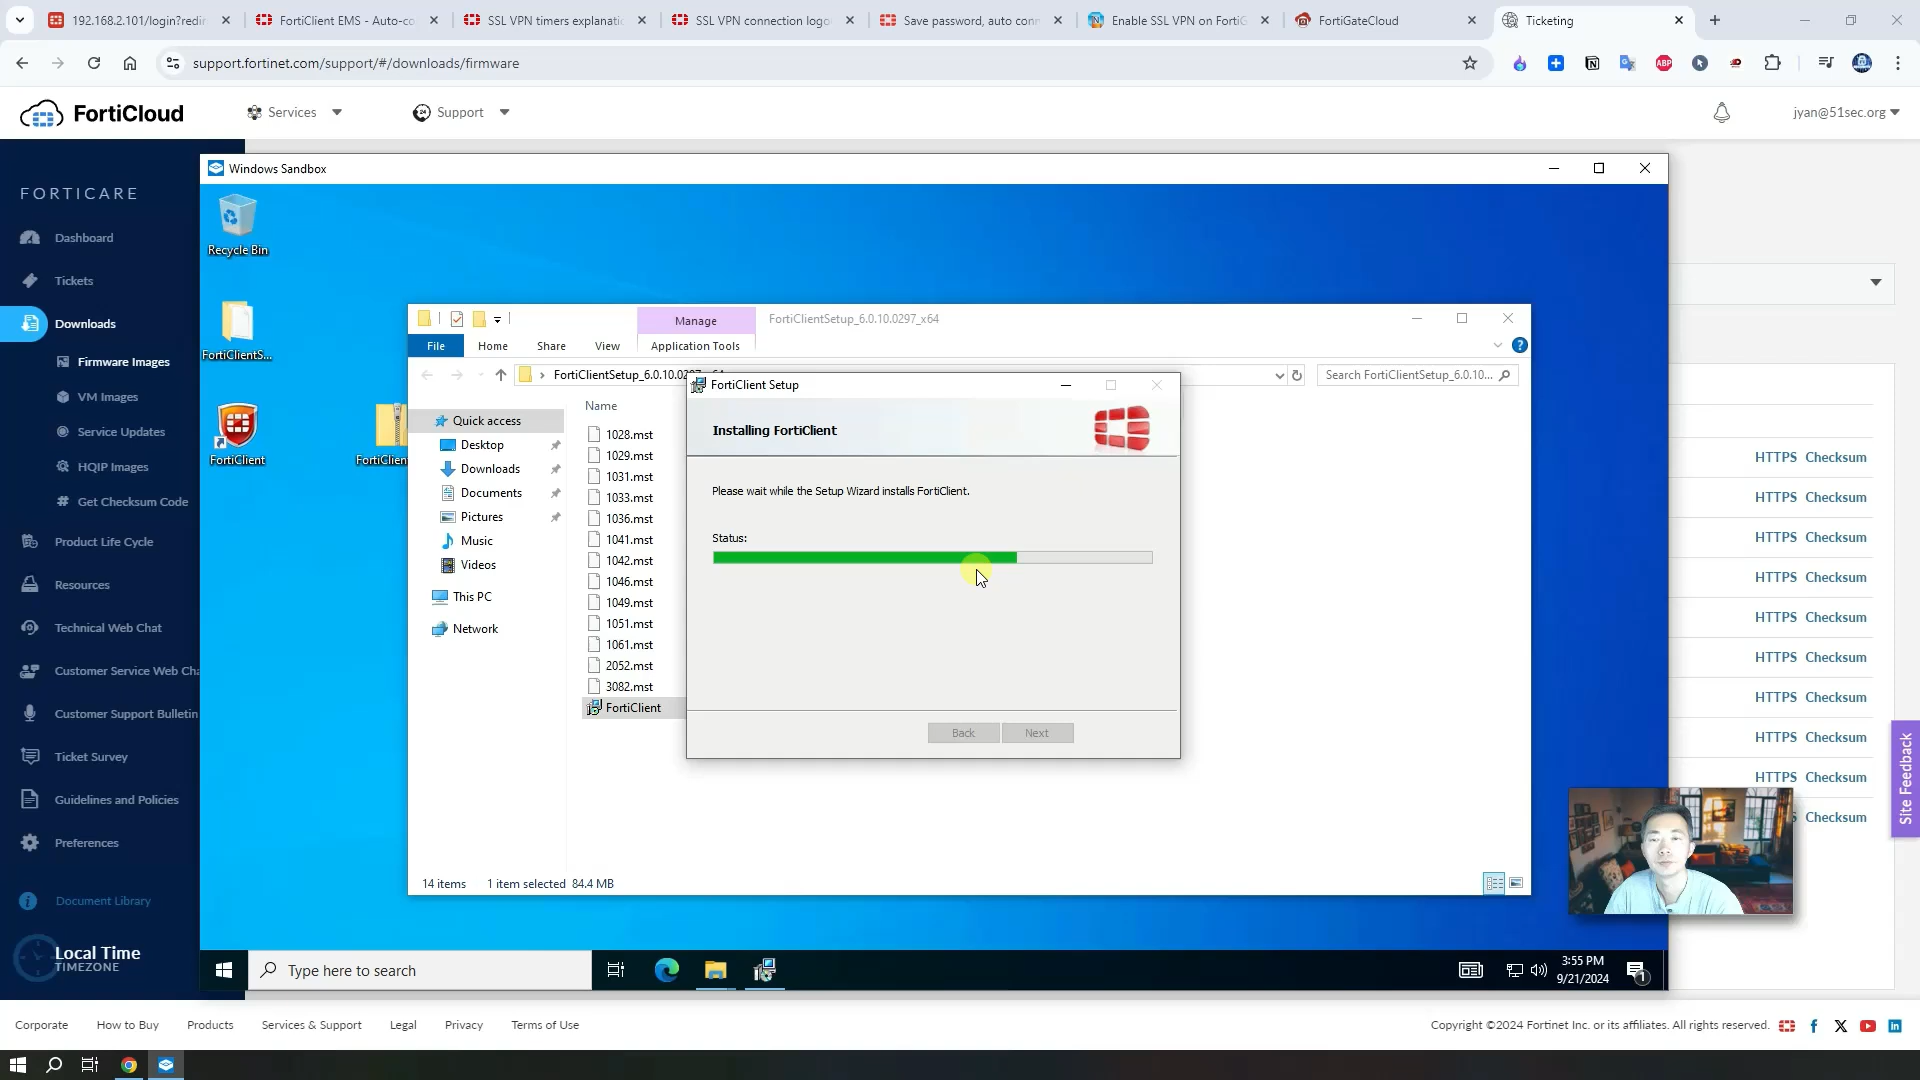 192.168.2.101/login?redir
FortiClient EMS - Auto-co
SSL VPN timers explanatio
SSL VPN connection logo
Save password, auto conn
Enable SSL VPN on FortiG
FortiGateCloud
Ticketing
support.fortinet.com/support/#/downloads/firmware
FortiCloud
Services
Support
jyan@51sec.org
FORTICARE
Dashboard
Tickets
Downloads
Firmware Images
VM Images
Service Updates
HQIP Images
Get Checksum Code
Product Life Cycle
Resources
Technical Web Chat
Customer Service Web Cha
Customer Support Bulletin
Ticket Survey
Guidelines and Policies
Preferences
Document Library
Local Time
TIMEZONE
Windows Sandbox
Recycle Bin
FortiClientS...
FortiClient
FortiClient
Manage
FortiClientSetup_6.0.10.0297_x64
File
Home
Share
View
Application Tools
FortiClientSetup_6.0.10.0297_x64
Search FortiClientSetup_6.0.10...
Quick access
Desktop
Downloads
Documents
Pictures
Music
Videos
This PC
Network
Name
1028.mst
1029.mst
1031.mst
1033.mst
1036.mst
1041.mst
1042.mst
1046.mst
1049.mst
1051.mst
1061.mst
2052.mst
3082.mst
FortiClient
14 items
1 item selected 84.4 MB
FortiClient Setup
Installing FortiClient
Please wait while the Setup Wizard installs FortiClient.
Status:
Back
Next
HTTPS Checksum
HTTPS Checksum
HTTPS Checksum
HTTPS Checksum
HTTPS Checksum
HTTPS Checksum
HTTPS Checksum
HTTPS Checksum
HTTPS Checksum
Checksum
Site Feedback
Type here to search
3:55 PM
9/21/2024
1
Corporate
How to Buy
Products
Services & Support
Legal
Privacy
Terms of Use
Copyright ©2024 Fortinet Inc. or its affiliates. All rights reserved.